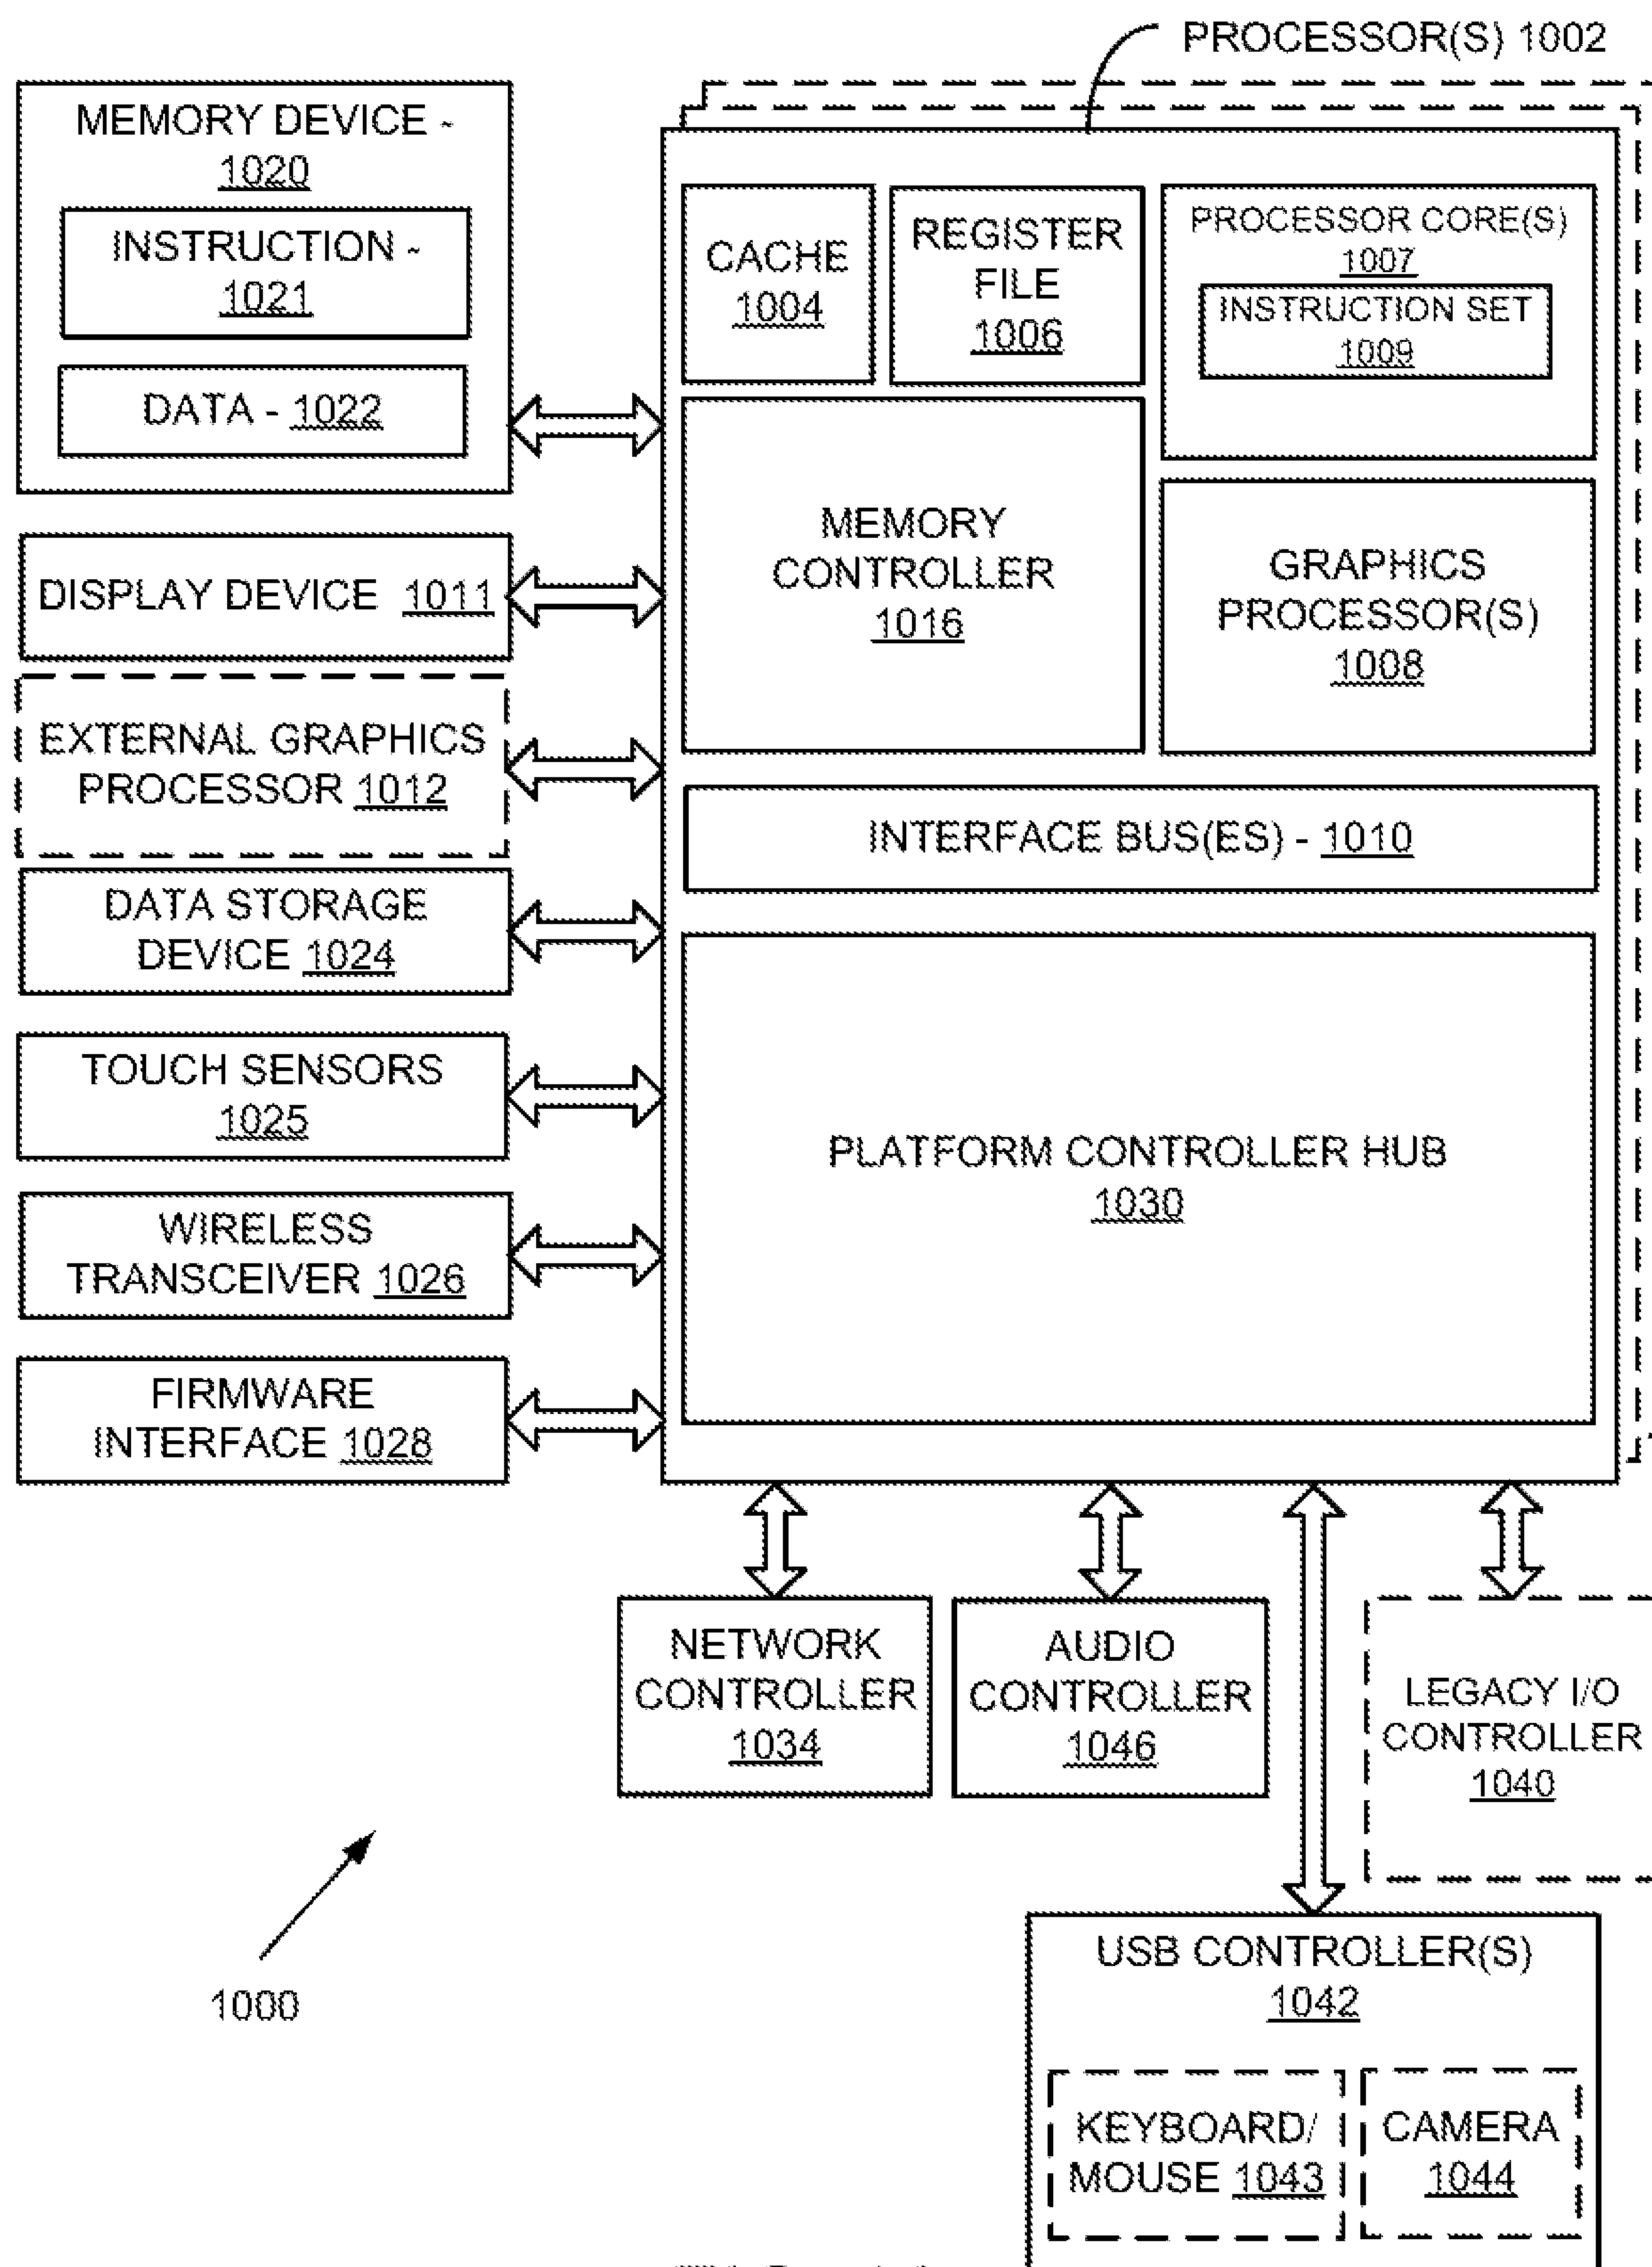 PROCESSOR(S) 1002
MEMORY DEVICE -
1020
INSTRUCTION -
1021
DATA - 1022
DISPLAY DEVICE 1011
EXTERNAL GRAPHICS
PROCESSOR 1012
DATA STORAGE
DEVICE 1024
TOUCH SENSORS
1025
WIRELESS
TRANSCEIVER 1026
FIRMWARE
INTERFACE 1028
CACHE
1004
REGISTER
FILE
1006
PROCESSOR CORE(S)
1007
INSTRUCTION SET
1009
MEMORY
CONTROLLER
1016
GRAPHICS
PROCESSOR(S)
1008
INTERFACE BUS(ES) - 1010
PLATFORM CONTROLLER HUB
1030
NETWORK
CONTROLLER
1034
AUDIO
CONTROLLER
1046
LEGACY I/O
CONTROLLER
1040
1000
USB CONTROLLER(S)
1042
KEYBOARD/
MOUSE 1043
CAMERA
1044